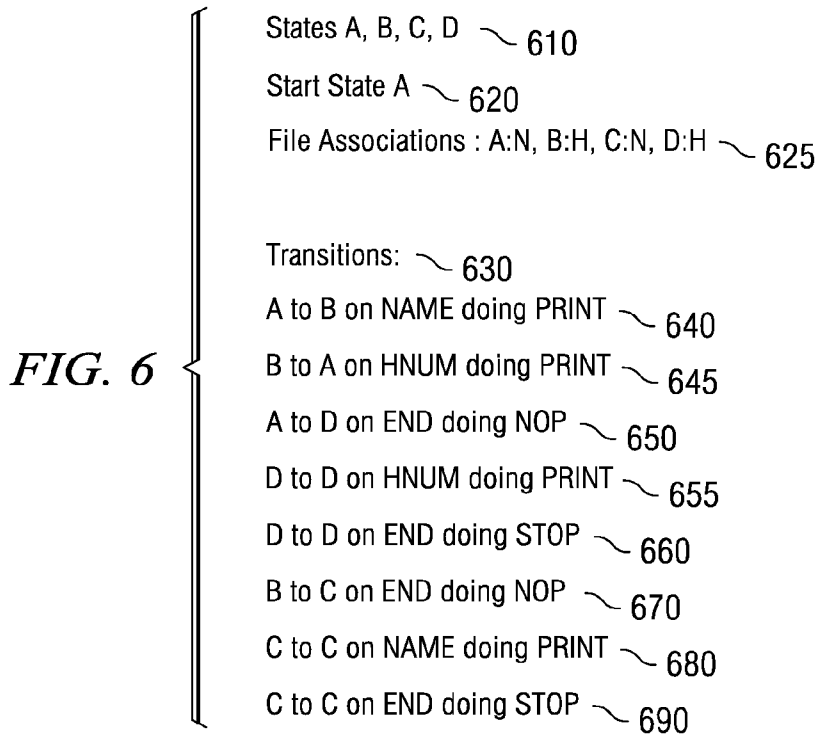 States A, B, C, D 610
Start State A 620
File Associations : A:N, B:H, C:N, D:H 625
Transitions: 630
A to B on NAME doing PRINT 640
FIG. 6
B to A on HNUM doing PRINT 645
A to D on END doing NOP 650
D to D on HNUM doing PRINT 655
D to D on END doing STOP 660
B to C on END doing NOP 670
C to C on NAME doing PRINT 680
C to C on END doing STOP 690